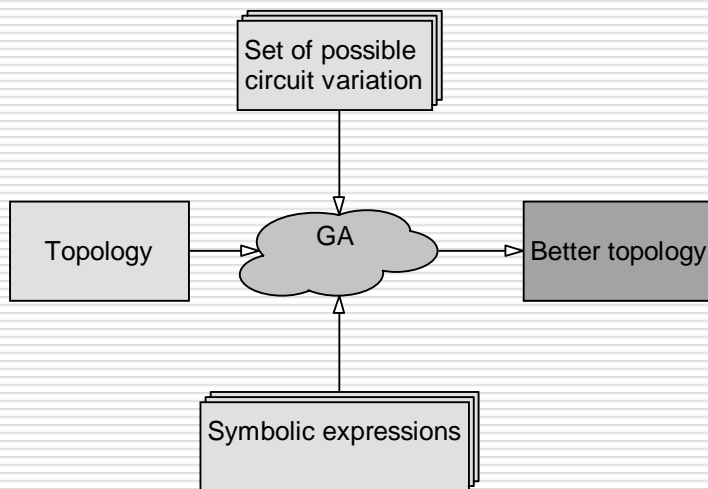 Set of possible
circuit variation
Topology
GA
Better topology
Symbolic expressions